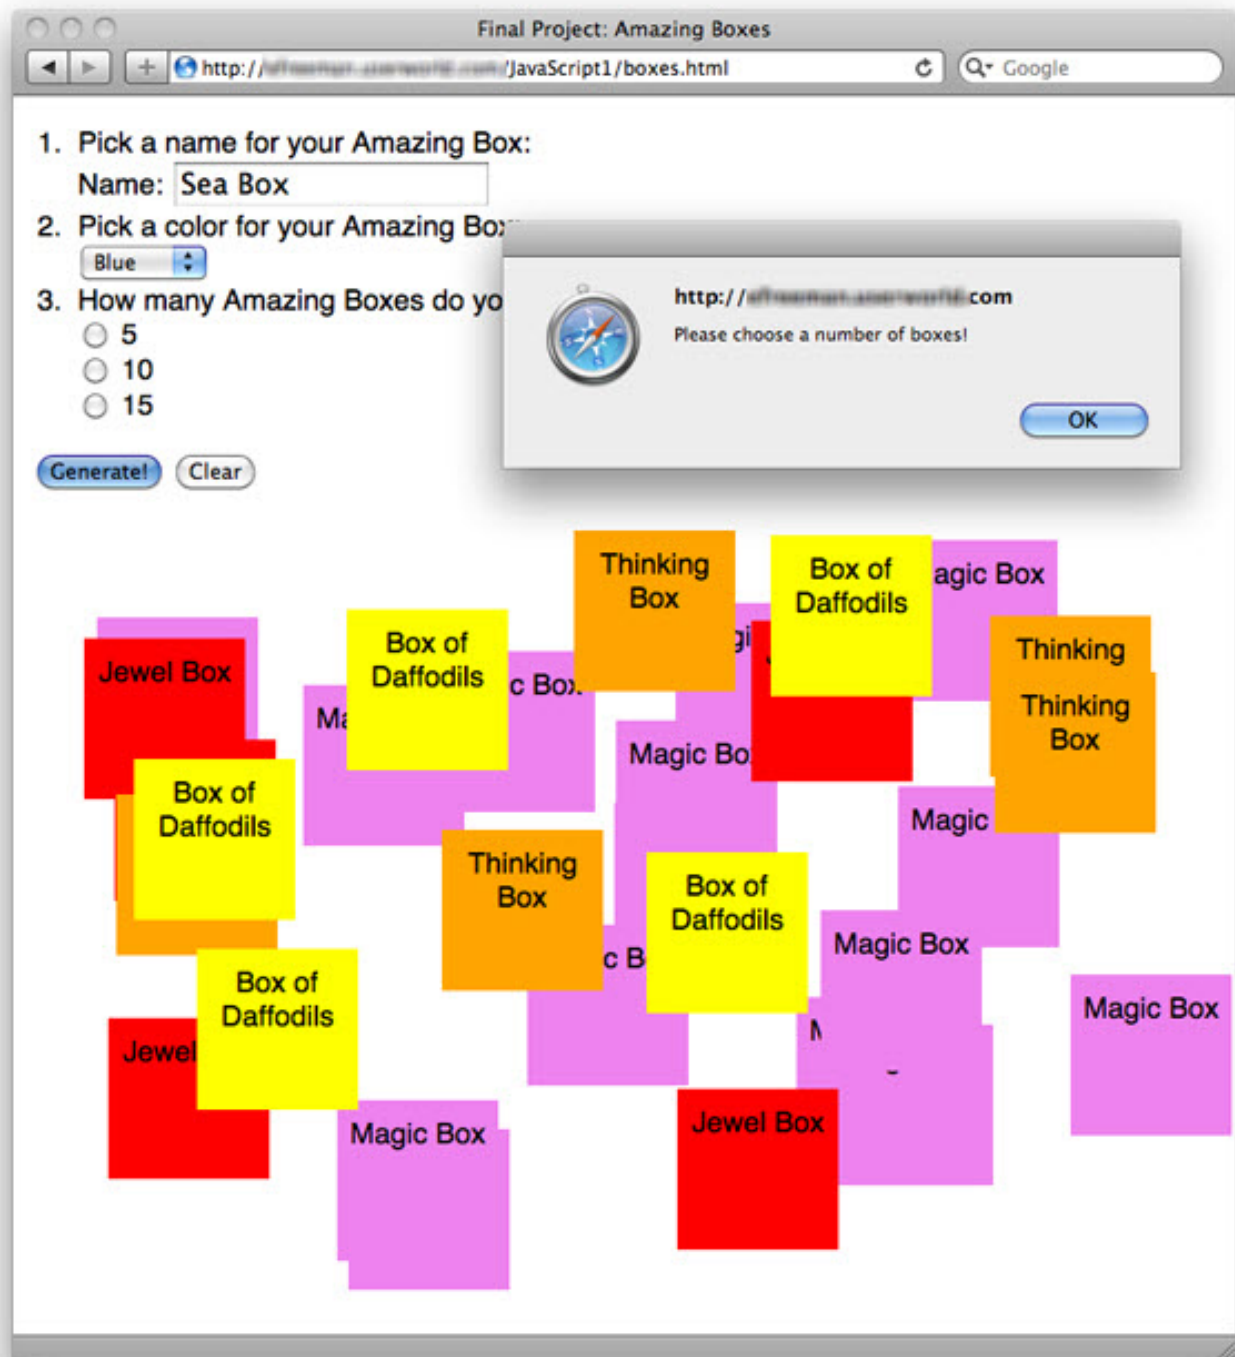 Final Project: Amazing Boxes
http:// /JavaScript1/boxes.html
Google
1. Pick a name for your Amazing Box:
Name: Sea Box
2. Pick a color for your Amazing Box
Blue
3. How many Amazing Boxes do yo
5
10
15
Generate!
Clear
http:// .com
Please choose a number of boxes!
OK
Thinking
Box
Box of
Daffodils
agic Box
Jewel Box
Box of
Daffodils
c Box
Ma
gi
Thinking
Thinking
Box
Magic Bo
Box of
Daffodils
Magic
Thinking
Box
Box of
Daffodils
c B
Magic Box
Box of
Daffodils
Magic Box
Jewel
Magic Box
Jewel Box